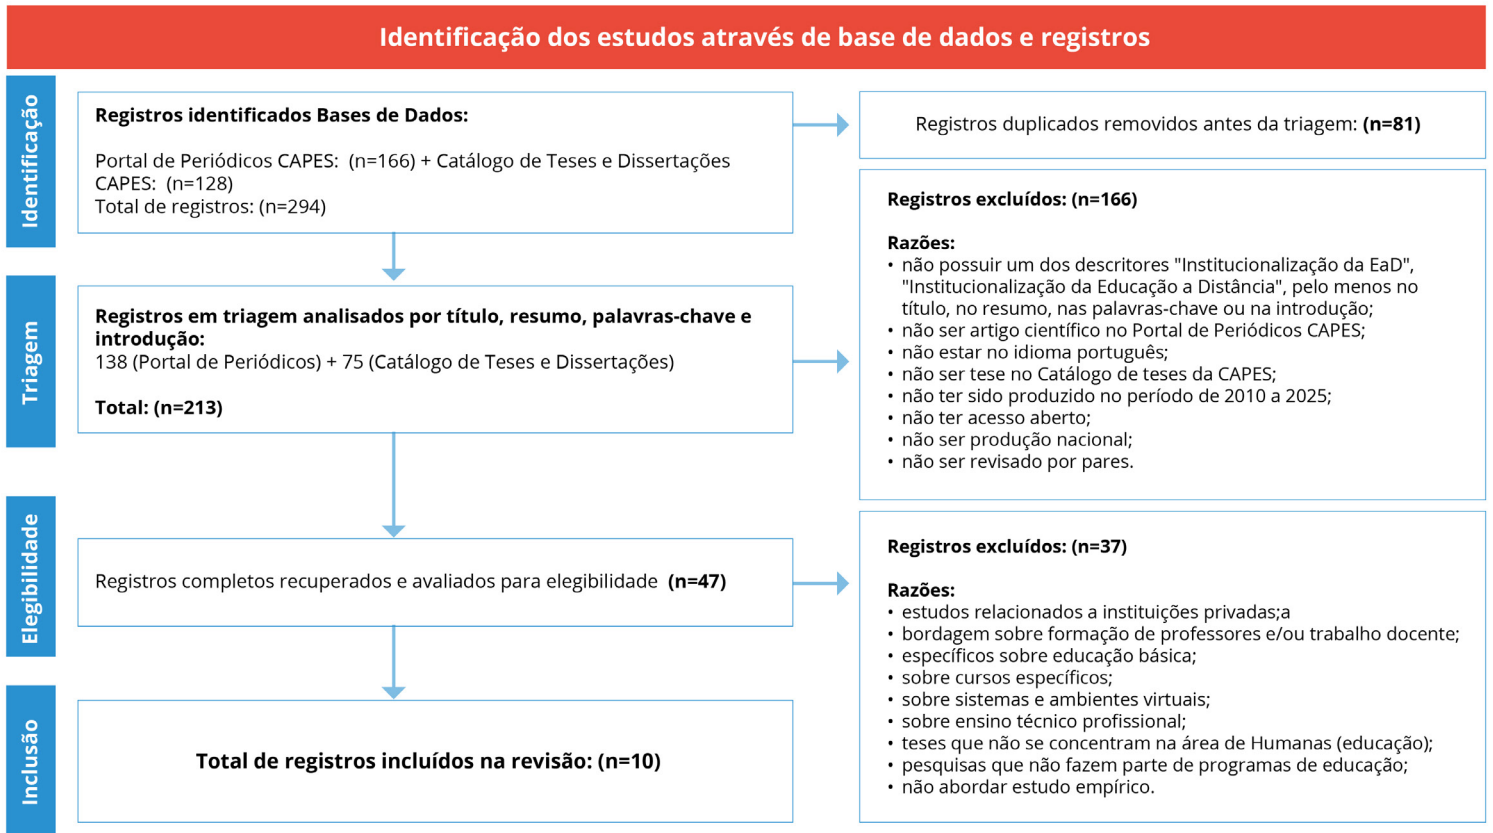 Identificação dos estudos através de base de dados e registros
Identificação
Registros identificados Bases de Dados:
Portal de Periódicos CAPES: (n=166) + Catálogo de Teses e Dissertações
CAPES: (n=128)
Total de registros: (n=294)
Registros duplicados removidos antes da triagem: (n=81)
Triagem
Registros em triagem analisados por título, resumo, palavras-chave e
introdução:
138 (Portal de Periódicos) + 75 (Catálogo de Teses e Dissertações)
Total: (n=213)
Registros excluídos: (n=166)
Razões:
• não possuir um dos descritores "Institucionalização da EaD",
"Institucionalização da Educação a Distância", pelo menos no
título, no resumo, nas palavras-chave ou na introdução;
• não ser artigo científico no Portal de Periódicos CAPES;
• não estar no idioma português;
• não ser tese no Catálogo de teses da CAPES;
• não ter sido produzido no período de 2010 a 2025;
• não ter acesso aberto;
• não ser produção nacional;
• não ser revisado por pares.
Elegibilidade
Registros completos recuperados e avaliados para elegibilidade (n=47)
Registros excluídos: (n=37)
Razões:
• estudos relacionados a instituições privadas;a
• bordagem sobre formação de professores e/ou trabalho docente;
• específicos sobre educação básica;
• sobre cursos específicos;
• sobre sistemas e ambientes virtuais;
• sobre ensino técnico profissional;
• teses que não se concentram na área de Humanas (educação);
• pesquisas que não fazem parte de programas de educação;
• não abordar estudo empírico.
Inclusão
Total de registros incluídos na revisão: (n=10)